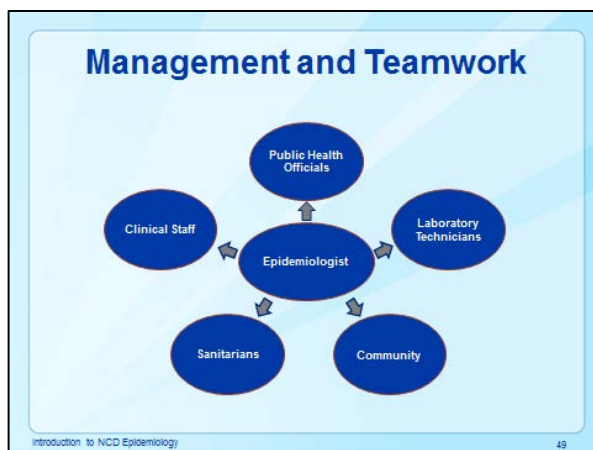 Management and Teamwork
Public Health
Officials
Clinical Staff
Laboratory
Technicians
Epidemiologist
Sanitarians
Community
Introduction to NCD Epidemiology
49